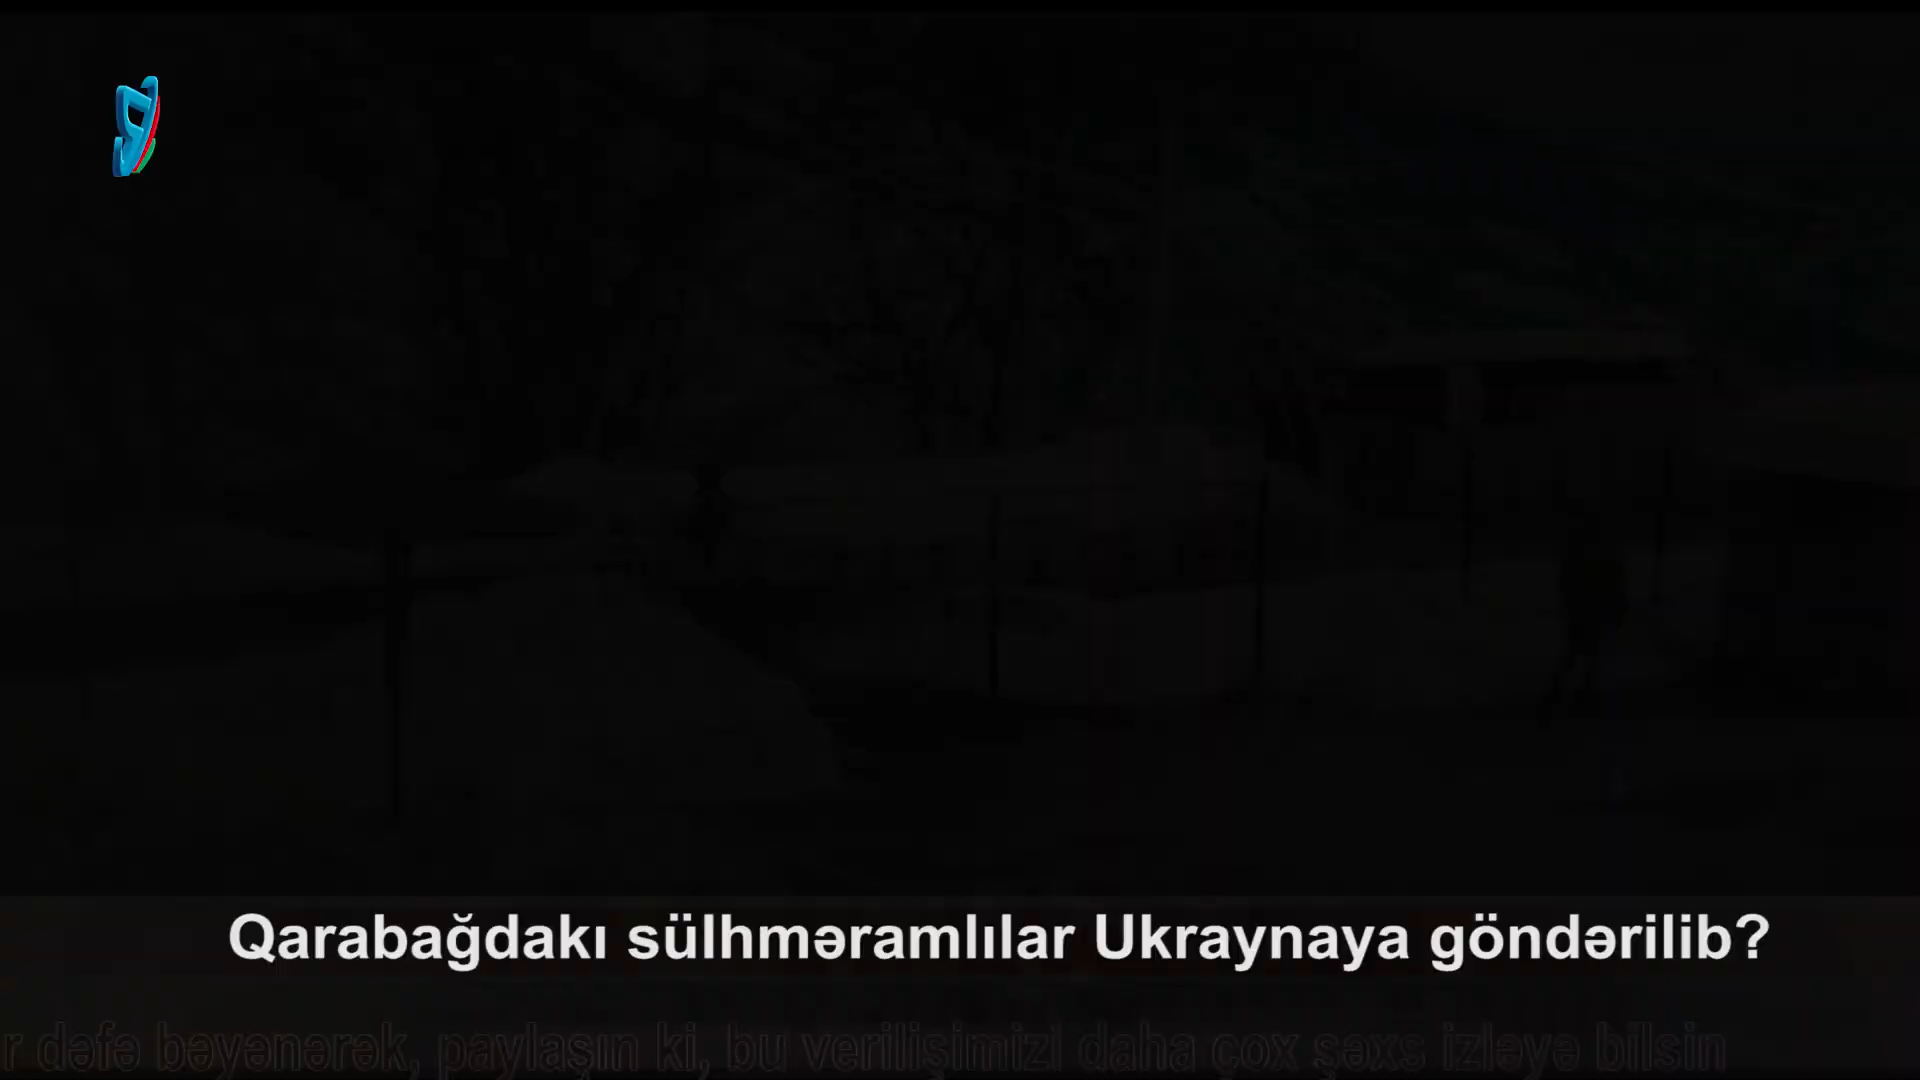 Qarabağdakı sülhməramlılar Ukraynaya göndərilib?
r dəfə bəyənərək, paylaşın ki, bu verilişimizi daha çox şəxs izləyə bilsin